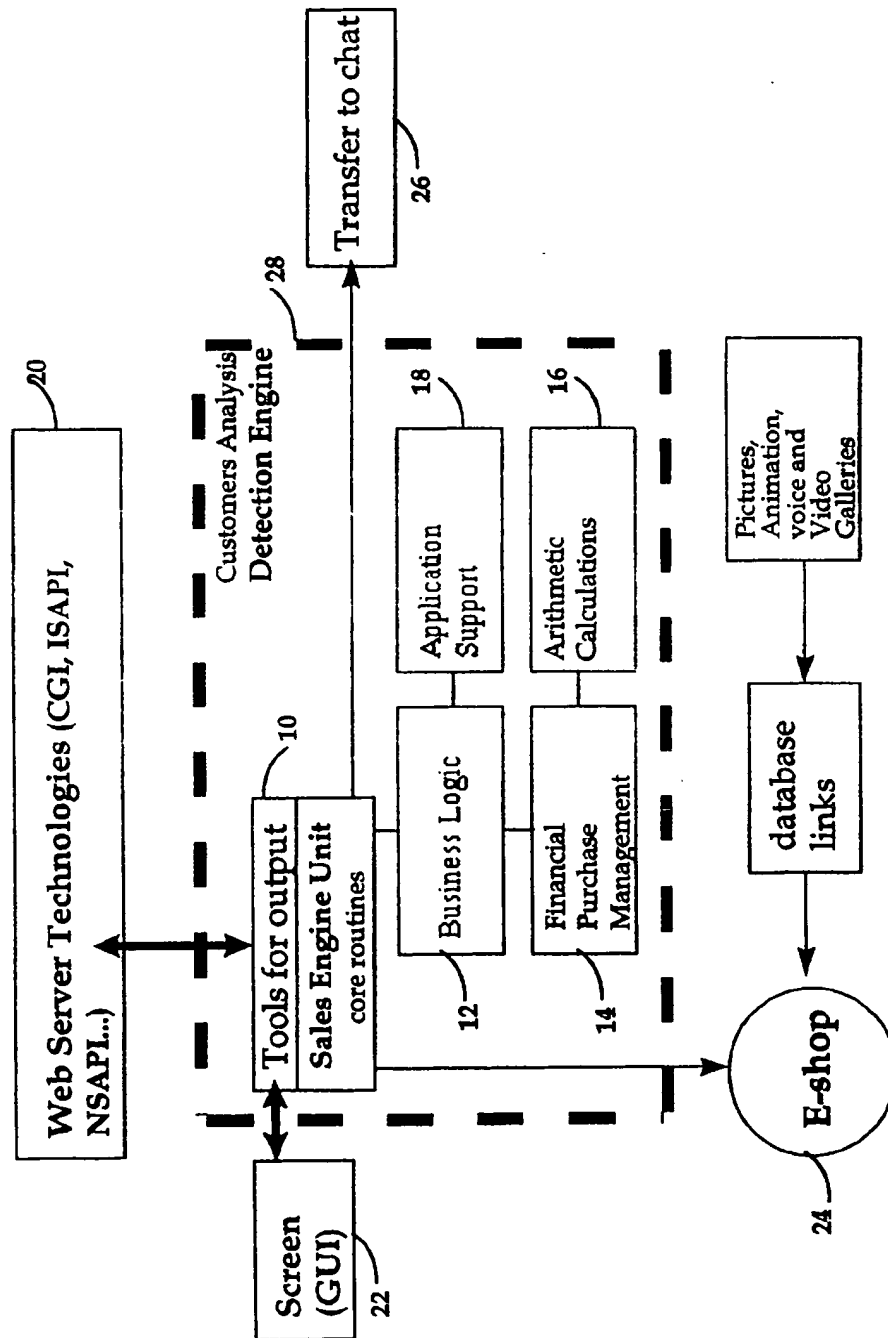 20
Web Server Technologies (CGI, ISAPI,
NSAPI...)
28
Customers Analysis
Detection Engine
Screen
(GUI)
22
10
Tools for output
Sales Engine Unit
core routines
Transfer to chat
26
12
Business Logic
18
Application
Support
14
Financial
Purchase
Management
16
Arithmetic
Calculations
24
E-shop
database
links
Pictures,
Animation,
voice and
Video
Galleries